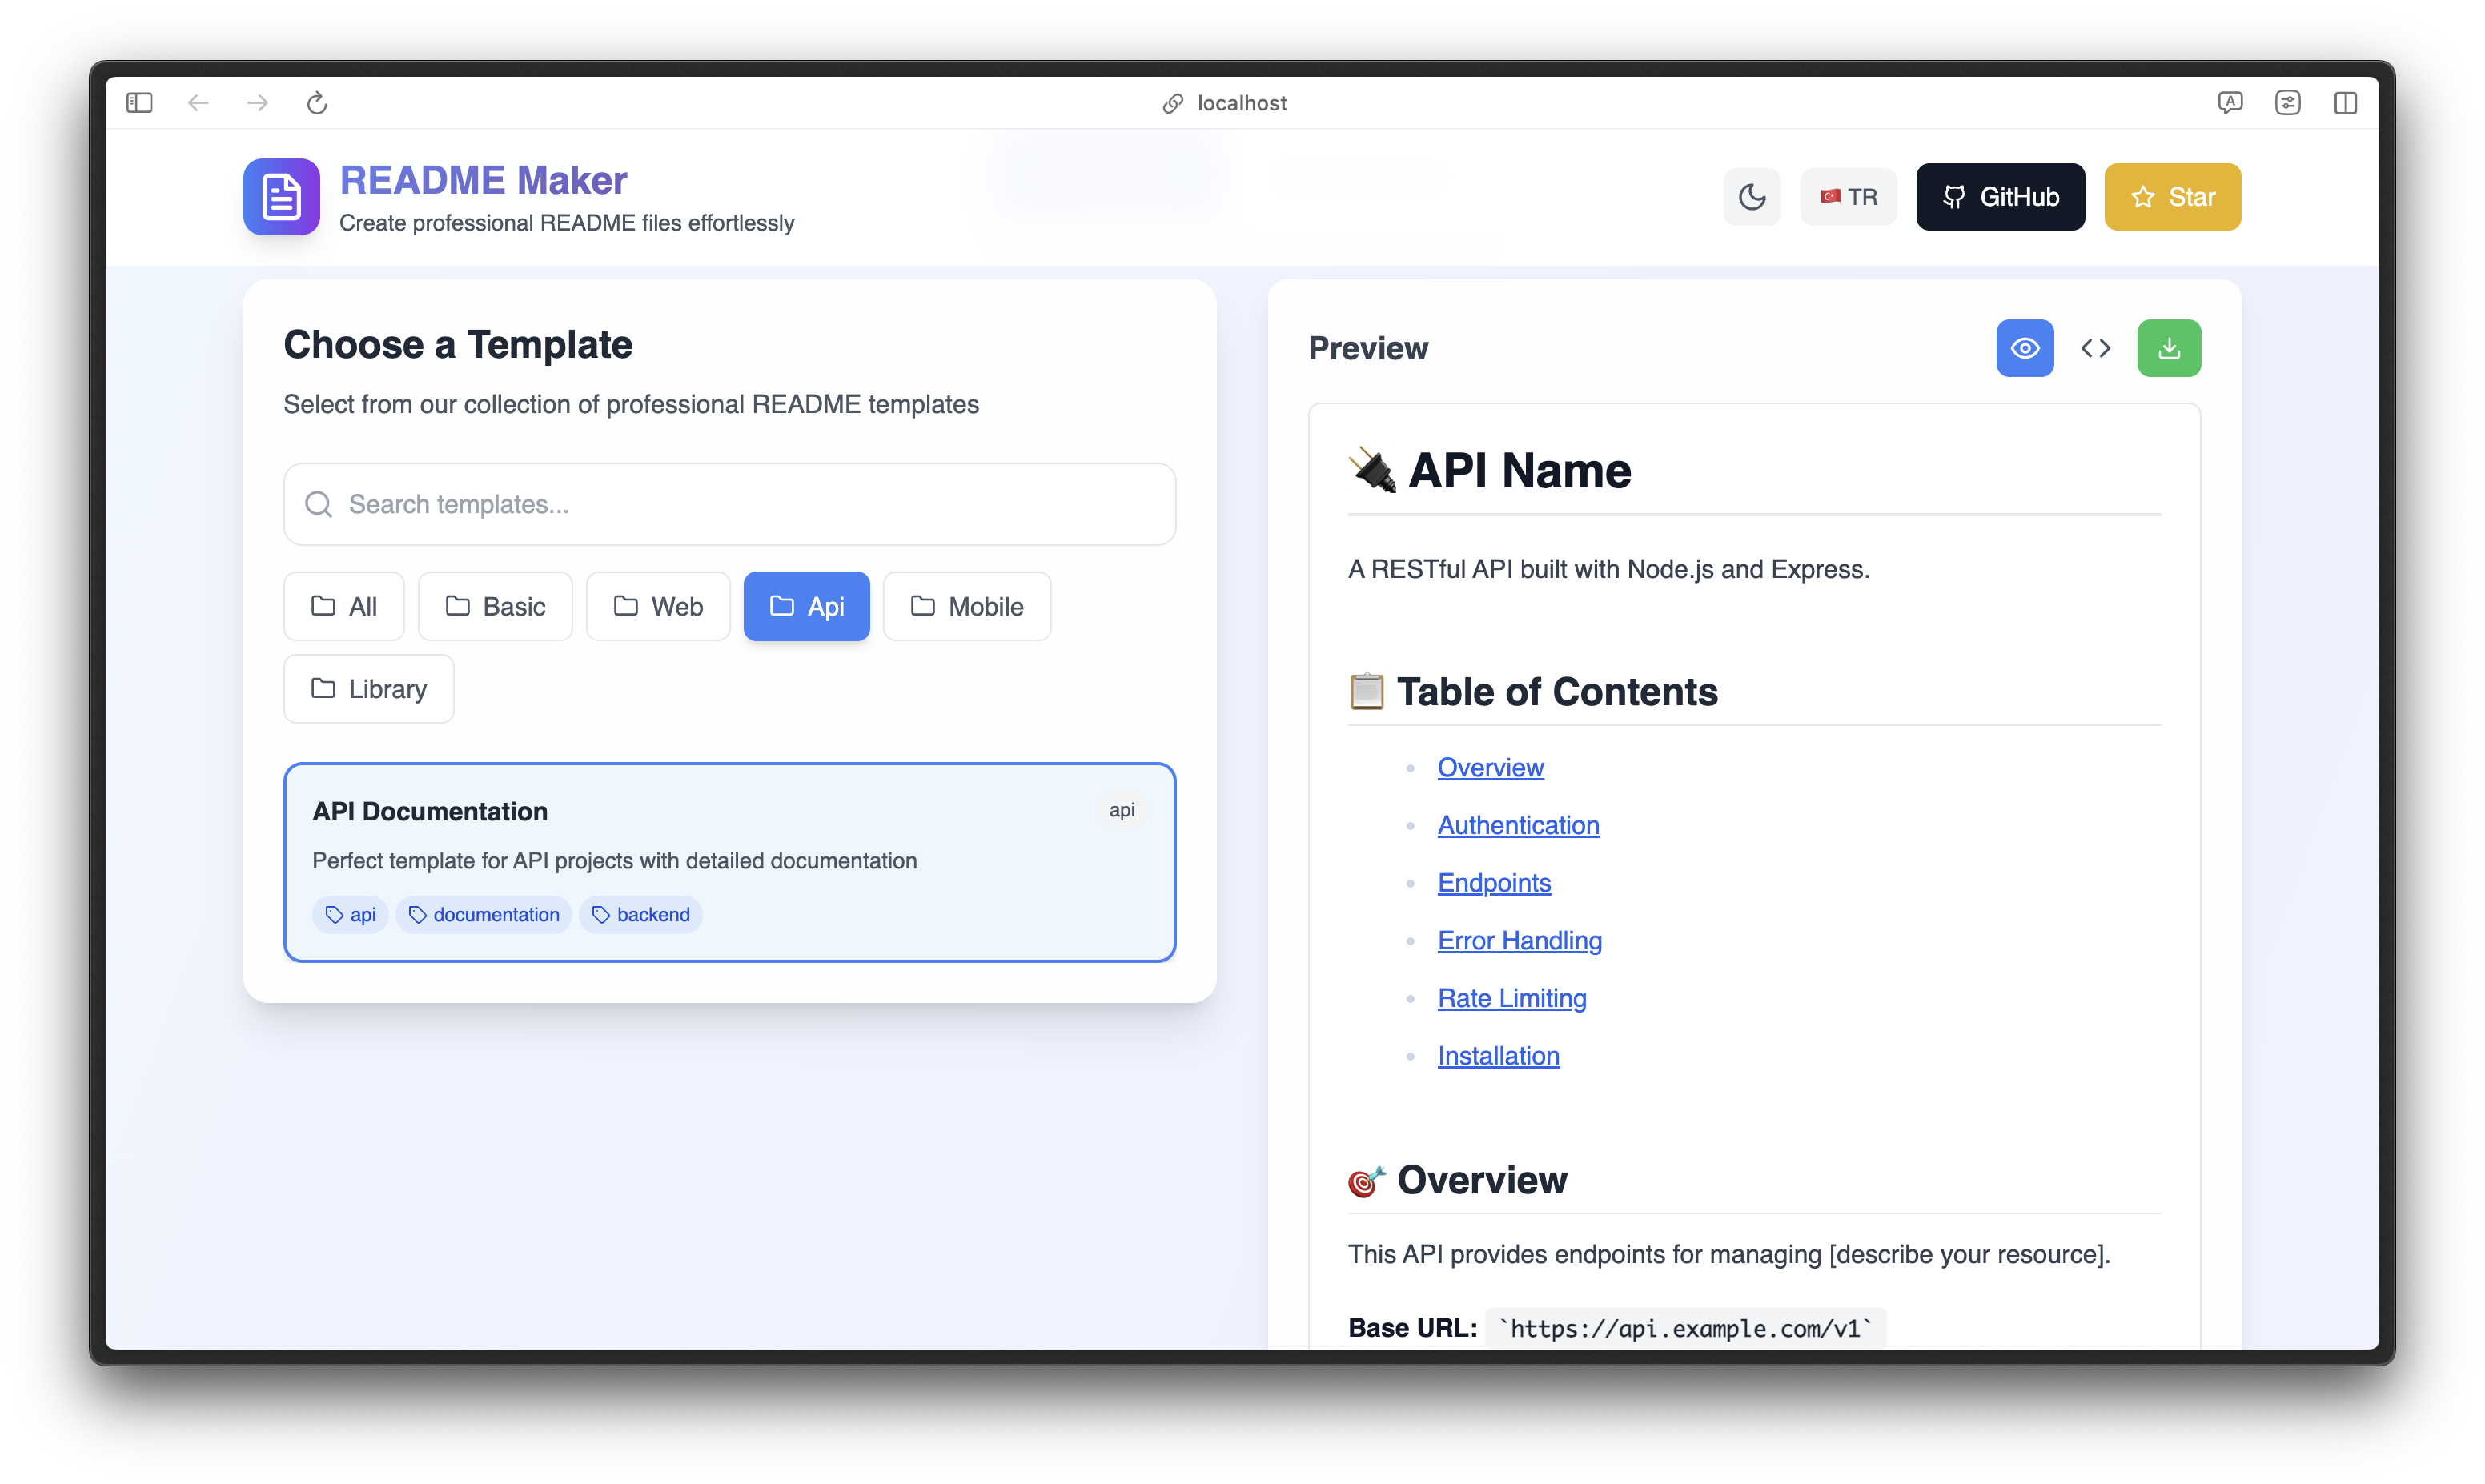 localhost
README Maker
Create professional README files effortlessly
TR
GitHub
Star
Choose a Template
Select from our collection of professional README templates
Search templates...
All
Basic
Web
Api
Mobile
Library
API Documentation
api
Perfect template for API projects with detailed documentation
api
documentation
backend
Preview
API Name
A RESTful API built with Node.js and Express.
Table of Contents
Overview
Authentication
Endpoints
Error Handling
Rate Limiting
Installation
Overview
This API provides endpoints for managing [describe your resource].
Base URL: `https://api.example.com/v1`